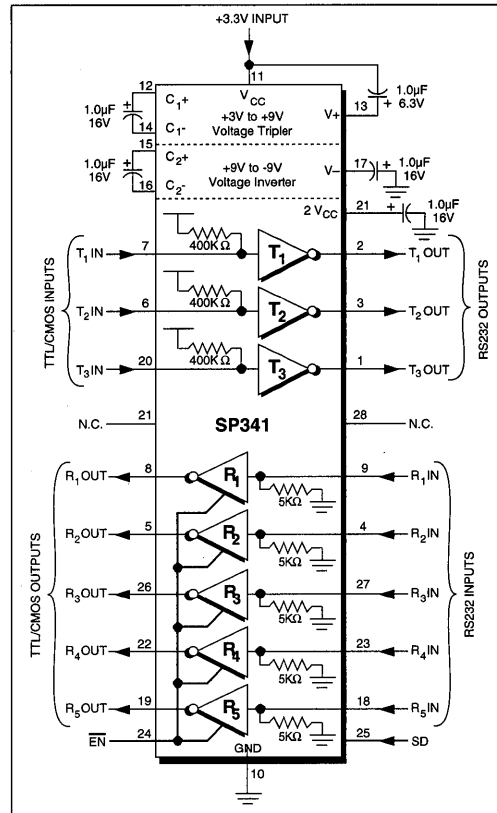 +3.3V INPUT
12
11
1.0µF
6.3V
13
C1+
VCC
V+
1.0µF
16V
14
C1-
+3V to +9V
Voltage Tripler
15
C2+
1.0µF
16V
16
C2-
+9V to -9V
Voltage Inverter
V–
17
1.0µF
16V
2 VCC
21
1.0µF
16V
TTL/CMOS INPUTS
RS232 OUTPUTS
T1 IN
7
400KΩ
T1
2
T1 OUT
T2 IN
6
400KΩ
T2
3
T2 OUT
T3 IN
20
400KΩ
T3
1
T3 OUT
N.C.
21
SP341
28
N.C.
TTL/CMOS OUTPUTS
RS232 INPUTS
R1 OUT
8
R1
5KΩ
9
R1 IN
R2 OUT
5
R2
5KΩ
4
R2 IN
R3 OUT
26
R3
5KΩ
27
R3 IN
R4 OUT
22
R4
5KΩ
23
R4 IN
R5 OUT
19
R5
5KΩ
18
R5 IN
EN
24
GND
25
SD
10